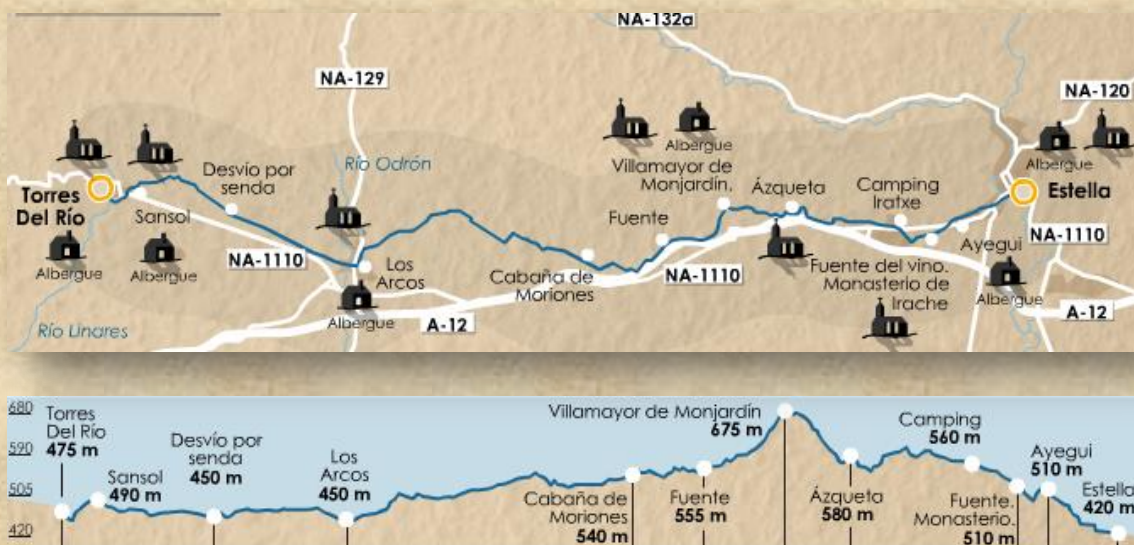 NA-132a
NA-129
NA-120
Río Odrón
Albergue
Villamayor de
Monjardín.
Albergue
Desvío por
senda
Ázqueta
Camping
Iratxe
Torres
Del Río
Estella
Sansol
Fuente
Ayegui
NA-1110
NA-1110
Los
Arcos
Cabaña de
Moriones
NA-1110
Fuente del vino.
Monasterio de
Irache
Albergue
Albergue
Albergue
Albergue
Río Linares
A-12
A-12
680
590
505
420
Torres
Del Río
475 m
Sansol
490 m
Desvío por
senda
450 m
Los
Arcos
450 m
Cabaña de
Moriones
540 m
Fuente
555 m
Villamayor de Monjardín
675 m
Ázqueta
580 m
Camping
560 m
Fuente.
Monasterio.
510 m
Ayegui
510 m
Estella
420 m